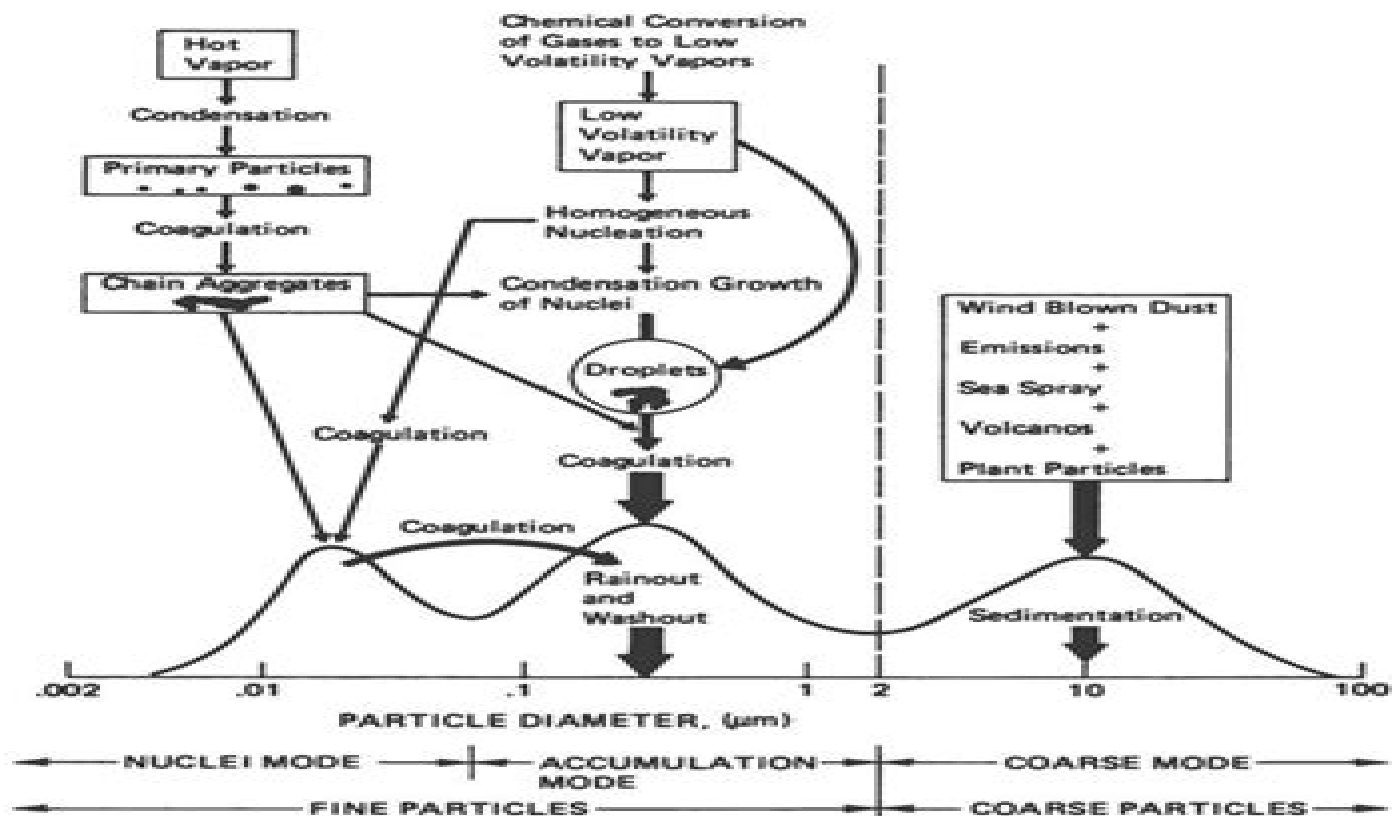 Hot
Vapor
Condensation
Primary Particles
Coagulation
Chain Aggregates
Chemical Conversion
of Gases to Low
Volatility Vapors
Low
Volatility
Vapor
Homogeneous
Nucleation
Condensation Growth
of Nuclei
Droplets
Coagulation
Coagulation
Coagulation
Rainout
and
Washout
Wind Blown Dust
+
Emissions
+
Sea Spray
+
Volcanos
+
Plant Particles
Sedimentation
.002 .01 .1 1 2 10 100
PARTICLE DIAMETER, (μm)
NUCLEI MODE
ACCUMULATION
MODE
COARSE MODE
FINE PARTICLES
COARSE PARTICLES